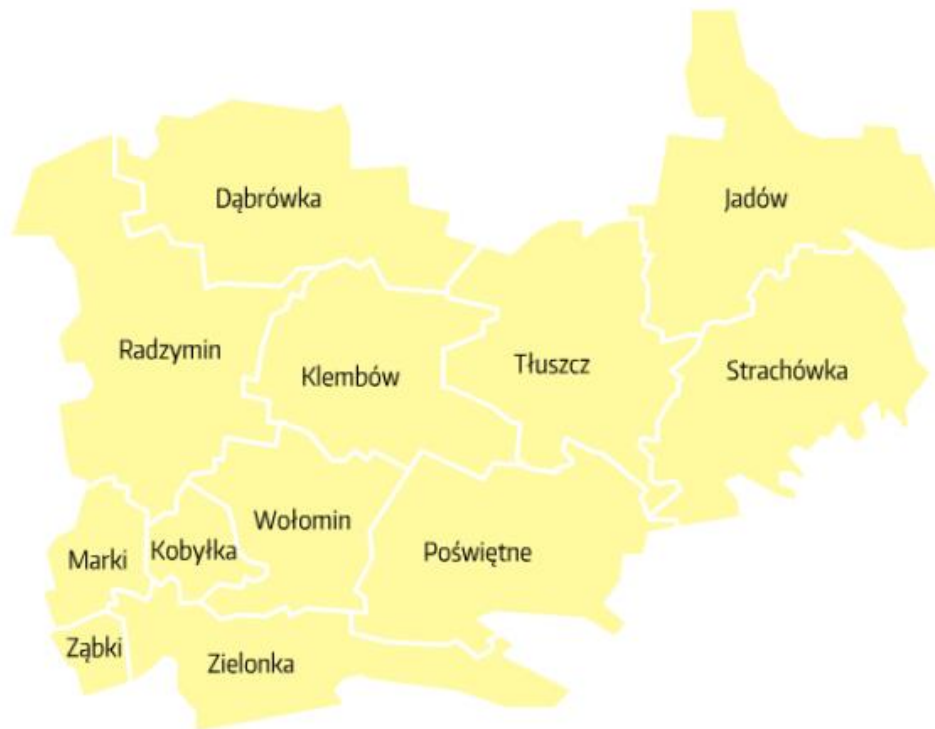 Dąbrówka
Jadów
Radzymin
Klembów
Tłuszcz
Strachówka
Wołomin
Marki
Kobyłka
Poświętne
Ząbki
Zielonka